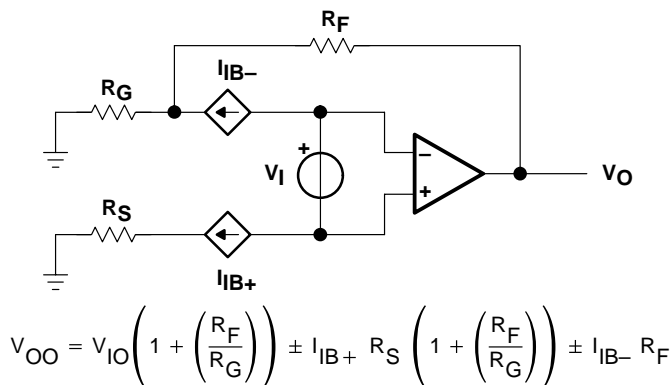 R_F
I_IB–
R_G
+
V_I
–
+
V_O
R_S
I_IB+
V_OO = V_IO(1 + (R_F/R_G)) ± I_IB+ R_S (1 + (R_F/R_G)) ± I_IB– R_F